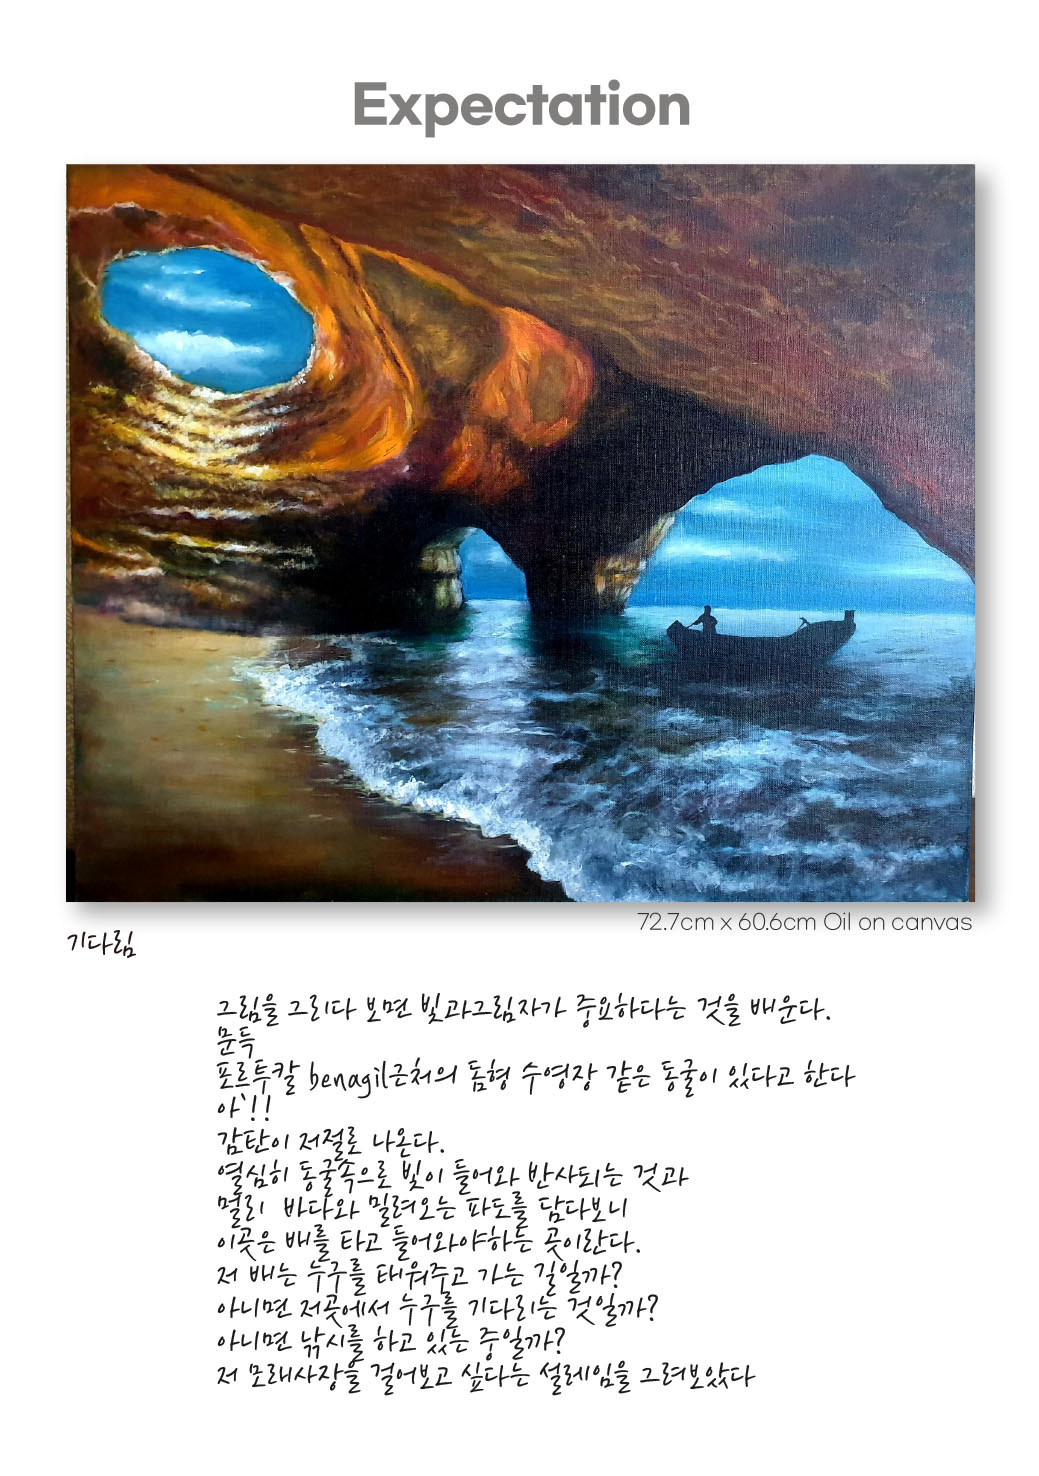 Expectation
72.7cm x 60.6cm Oil on canvas
기다림
그림을 그리다 보면 빛과그림자가 중요하다는 것을 배운다.
문득
포르투칼 benagil근처의 돔형 수영장 같은 동굴이 있다고 한다
아`!!
감탄이 저절로 나온다.
열심히 동굴속으로 빛이 들어와 반사되는 것과
멀리 바다와 밀려오는 파도를 담다보니
이곳은 배를 타고 들어와야하는 곳이란다.
저 배는 누구를 태워주고 가는 길일까?
아니면 저곳에서 누구를 기다리는 것일까?
아니면 낚시를 하고 있는 중일까?
저 모래사장을 걸어보고 싶다는 설레임을 그려보았다